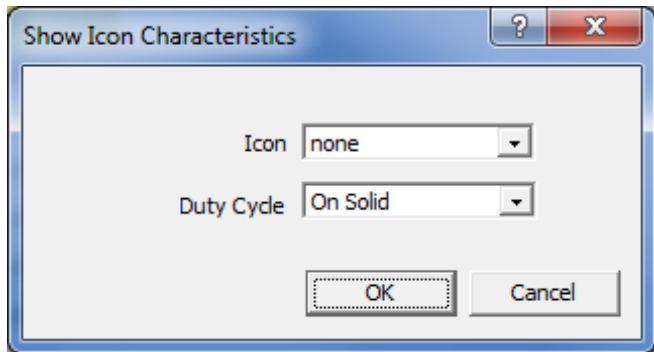 Show Icon Characteristics ? X
Icon none
Duty Cycle On Solid
OK Cancel